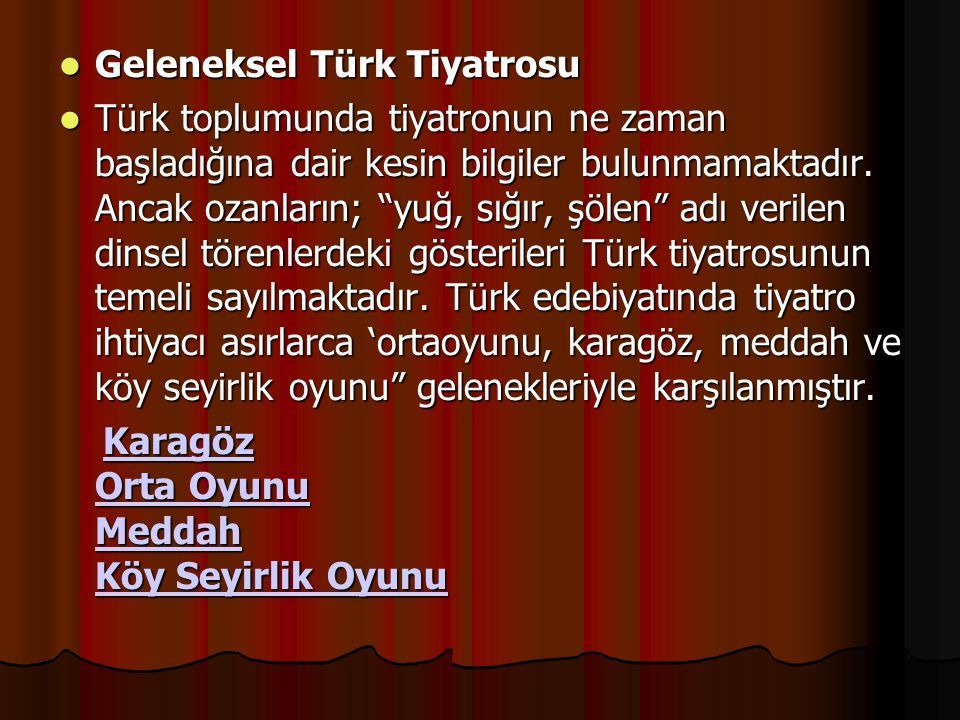 Geleneksel Türk Tiyatrosu
Türk toplumunda tiyatronun ne zaman
başladığına dair kesin bilgiler bulunmamaktadır.
Ancak ozanların; “yuğ, sığır, şölen” adı verilen
dinsel törenlerdeki gösterileri Türk tiyatrosunun
temeli sayılmaktadır. Türk edebiyatında tiyatro
ihtiyacı asırlarca ‘ortaoyunu, karagöz, meddah ve
köy seyirlik oyunu” gelenekleriyle karşılanmıştır.
Karagöz
Orta Oyunu
Meddah
Köy Seyirlik Oyunu